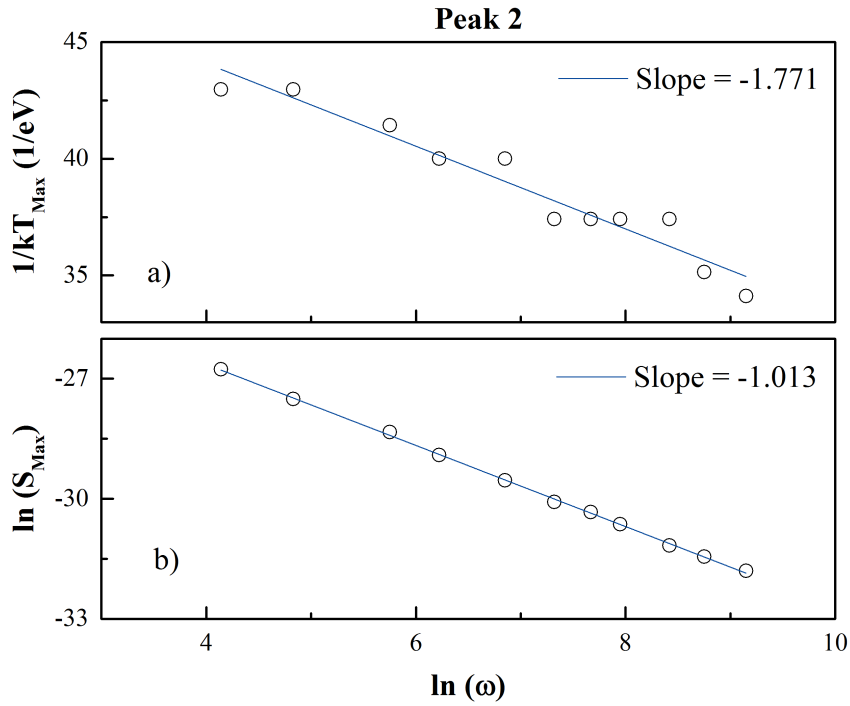 Peak 2
45
40
35
1/kT_Max (1/eV)
Slope = -1.771
a)
-27
-30
-33
ln (S_Max)
Slope = -1.013
b)
4 6 8 10
ln (ω)